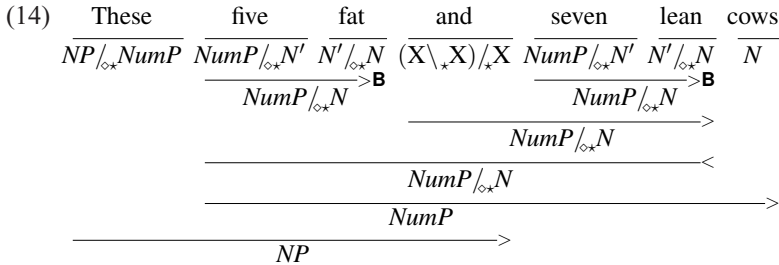 (14) These five fat and seven lean cows
NP/⋄⋆NumP NumP/⋄⋆N′ N′/⋄⋆N (X\⋆X)/⋆X NumP/⋄⋆N′ N′/⋄⋆N N
>B >B
NumP/⋄⋆N NumP/⋄⋆N
>
NumP/⋄⋆N
<
NumP/⋄⋆N
>
NumP
>
NP